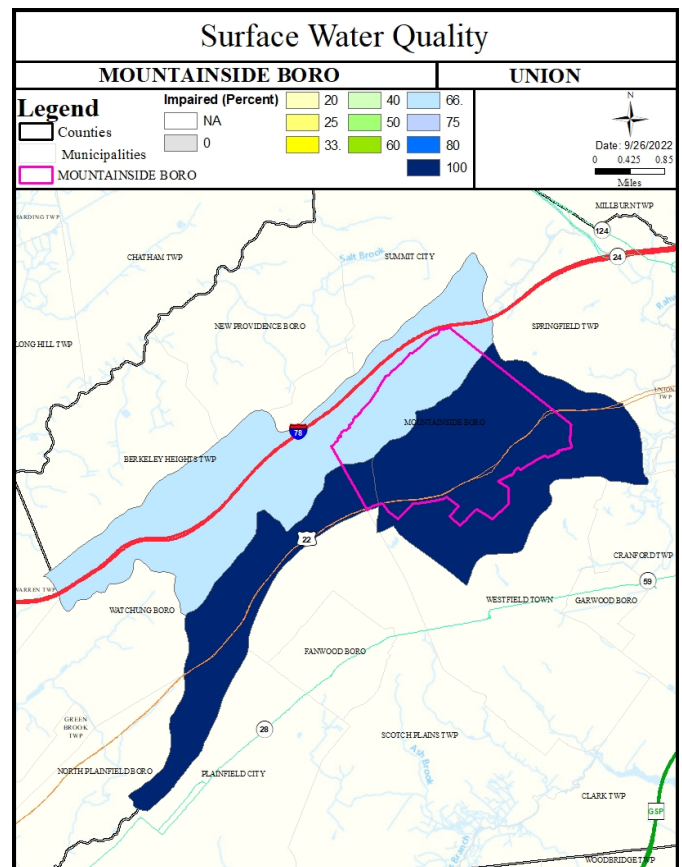 Surface Water Quality
MOUNTAINSIDE BORO
UNION
Legend
Counties
Municipalities
MOUNTAINSIDE BORO
Impaired (Percent)
NA
0
20
25
33.
40
50
60
66.
75
80
100
N
Date: 9/26/2022
0 0.425 0.85
Miles
HARDING TWP
MILLBURN TWP
124
24
CHATHAM TWP
Salt Brook
SUMMIT CITY
NEW PROVIDENCE BORO
SPRINGFIELD TWP
LONG HILL TWP
UNION
TWP
MOUNTAINSIDE BORO
78
BERKELEY HEIGHTS TWP
22
CRANFORD TWP
59
WARREN TWP
WATCHUNG BORO
WESTFIELD TOWN
GARWOOD BORO
FANWOOD BORO
GREEN
BROOK
TWP
28
SCOTCH PLAINS TWP
Ash Brook
NORTH PLAINFIELD BORO
PLAINFIELD CITY
CLARK TWP
GSP
Branch
WOODBRIDGE TWP